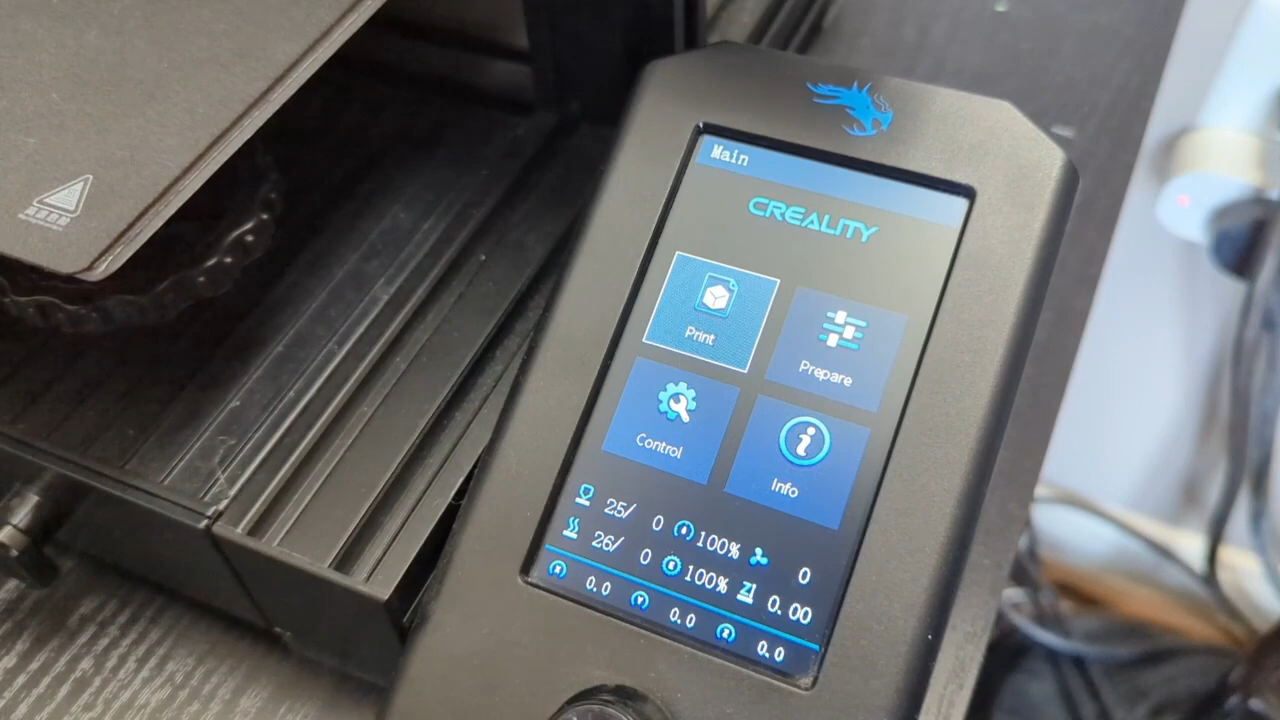 Main
CREALITY
Print
Prepare
Control
Info
25/ 0 100% 0
26/ 0 E 100% Z 0.00
X 0.0 Y 0.0 Z 0.0